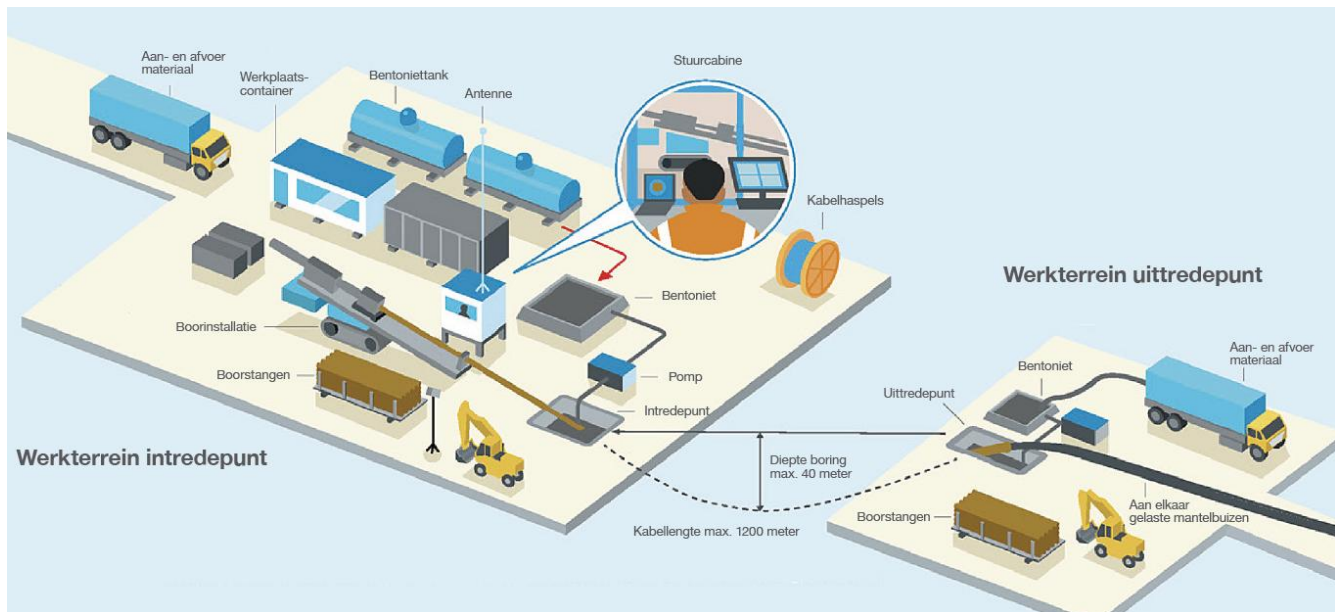 Aan- en afvoer
materiaal
Werkplaats-
container
Bentoniettank
Antenne
Stuurcabine
Kabelhaspels
Bentoniet
Boorinstallatie
Boorstangen
Pomp
Intredepunt
Werkterrein intredepunt
Diepte boring
max. 40 meter
Kabellengte max. 1200 meter
Werkterrein uittredepunt
Aan- en afvoer
materiaal
Bentoniet
Uittredepunt
Boorstangen
Aan elkaar
gelaste mantelbuizen